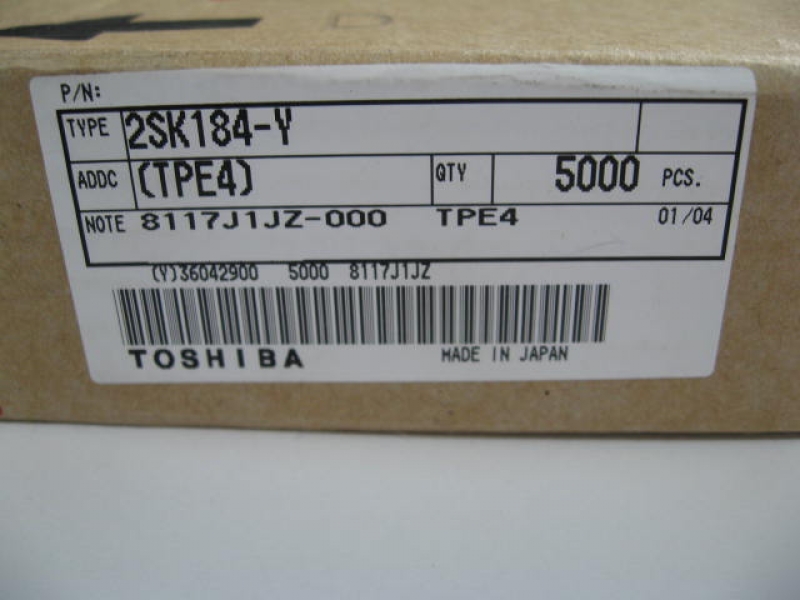 P/N:
TYPE 2SK184-Y
ADDC (TPE4) QTY 5000 PCS.
NOTE 8117J1JZ-000 TPE4 01/04
(Y)36042900 5000 8117J1JZ
TOSHIBA MADE IN JAPAN